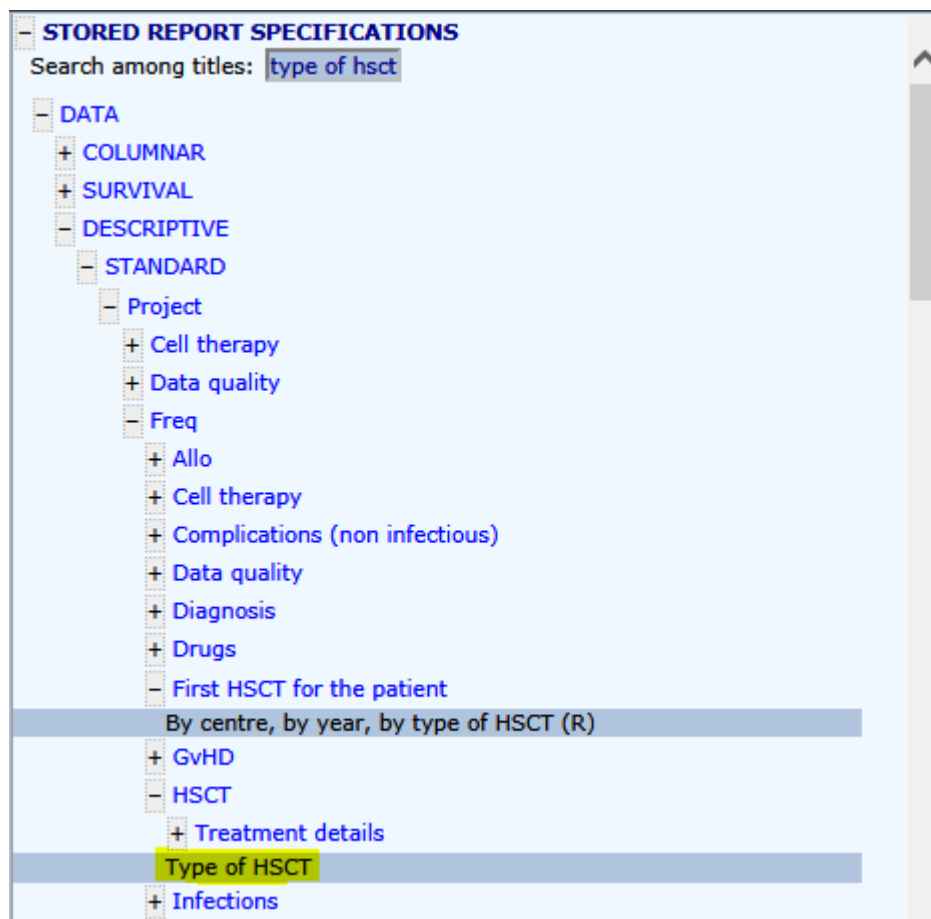 − STORED REPORT SPECIFICATIONS
Search among titles: type of hsct
− DATA
+ COLUMNAR
+ SURVIVAL
− DESCRIPTIVE
− STANDARD
− Project
+ Cell therapy
+ Data quality
− Freq
+ Allo
+ Cell therapy
+ Complications (non infectious)
+ Data quality
+ Diagnosis
+ Drugs
− First HSCT for the patient
By centre, by year, by type of HSCT (R)
+ GvHD
− HSCT
+ Treatment details
Type of HSCT
+ Infections